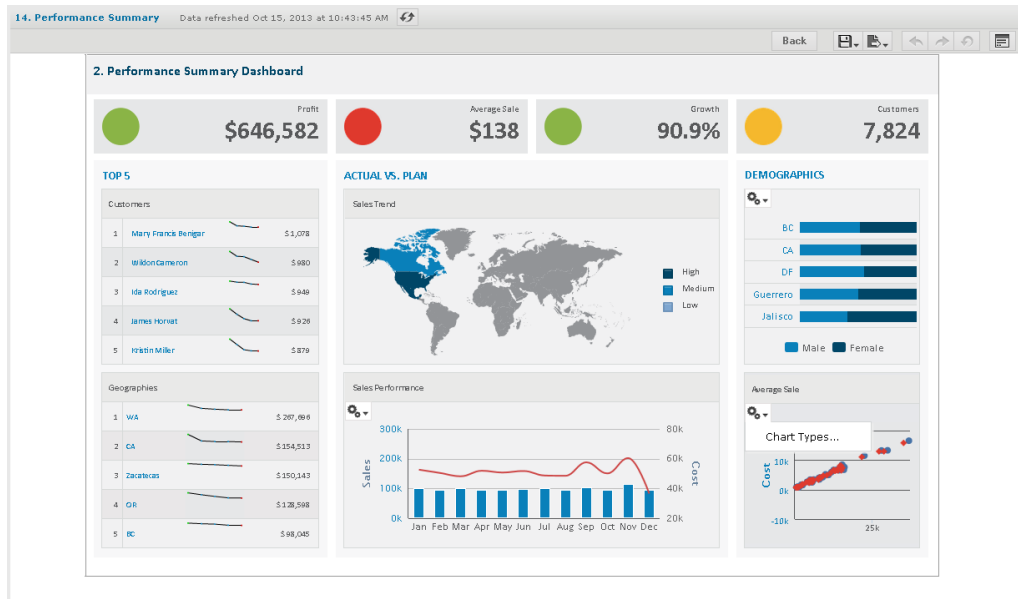 14. Performance Summary Data refreshed Oct 15, 2013 at 10:43:45 AM
Back
2. Performance Summary Dashboard
Profit
$646,582
Average Sale
$138
Growth
90.9%
Customers
7,824
TOP 5
Customers
1 Mary Francis Benigar $1,078
2 WildonCameron $980
3 Ida Rodriguez $949
4 James Horvat $926
5 Kristin Miller $879
Geographies
1 WA $267,696
2 CA $154,513
3 Zacatecas $150,143
4 OR $128,598
5 BC $98,045
ACTUAL VS. PLAN
Sales Trend
High
Medium
Low
Sales Performance
300k
200k
100k
0k
Sales
80k
60k
40k
20k
Cost
Jan Feb Mar Apr May Jun Jul Aug Sep Oct Nov Dec
DEMOGRAPHICS
BC
CA
DF
Guerrero
Jalisco
Male Female
Average Sale
Chart Types...
10k
0k
-10k
Cost
25k